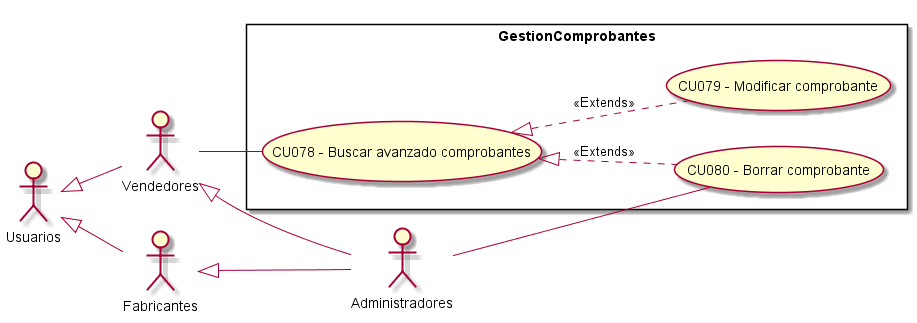 GestionComprobantes
CU079 - Modificar comprobante
«Extends»
CU078 - Buscar avanzado comprobantes
«Extends»
CU080 - Borrar comprobante
Vendedores
Usuarios
Fabricantes
Administradores